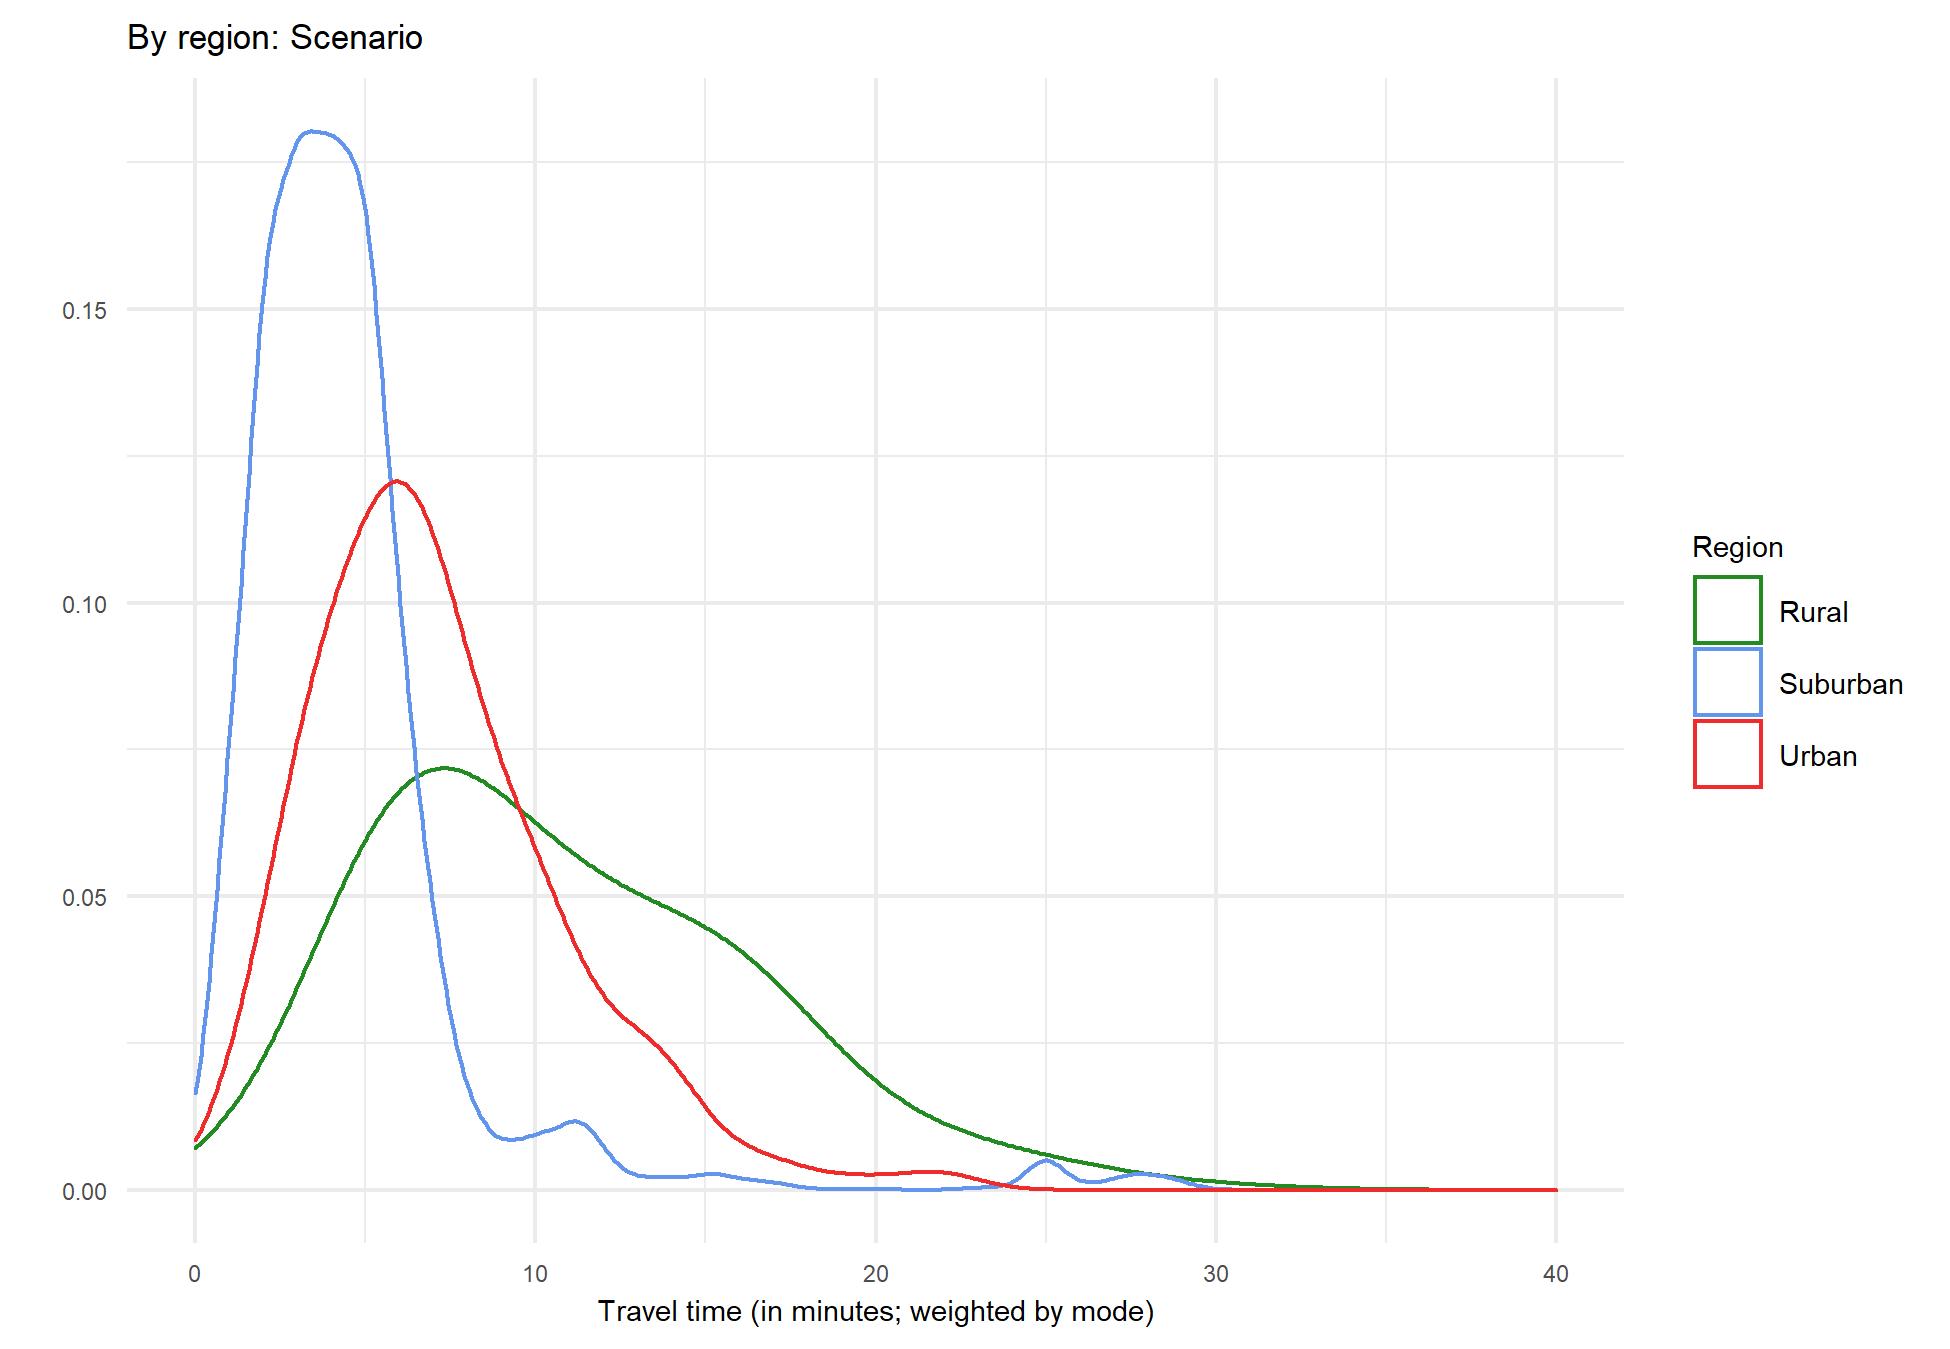 By region: Scenario
0.15
0.10
0.05
0.00
0 10 20 30 40
Travel time (in minutes; weighted by mode)
Region
Rural
Suburban
Urban